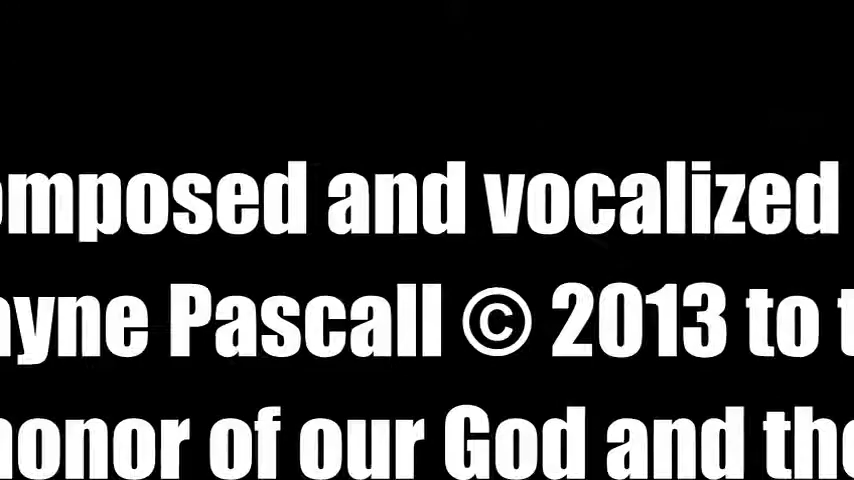 omposed and vocalized
ayne Pascall © 2013 to t
honor of our God and the